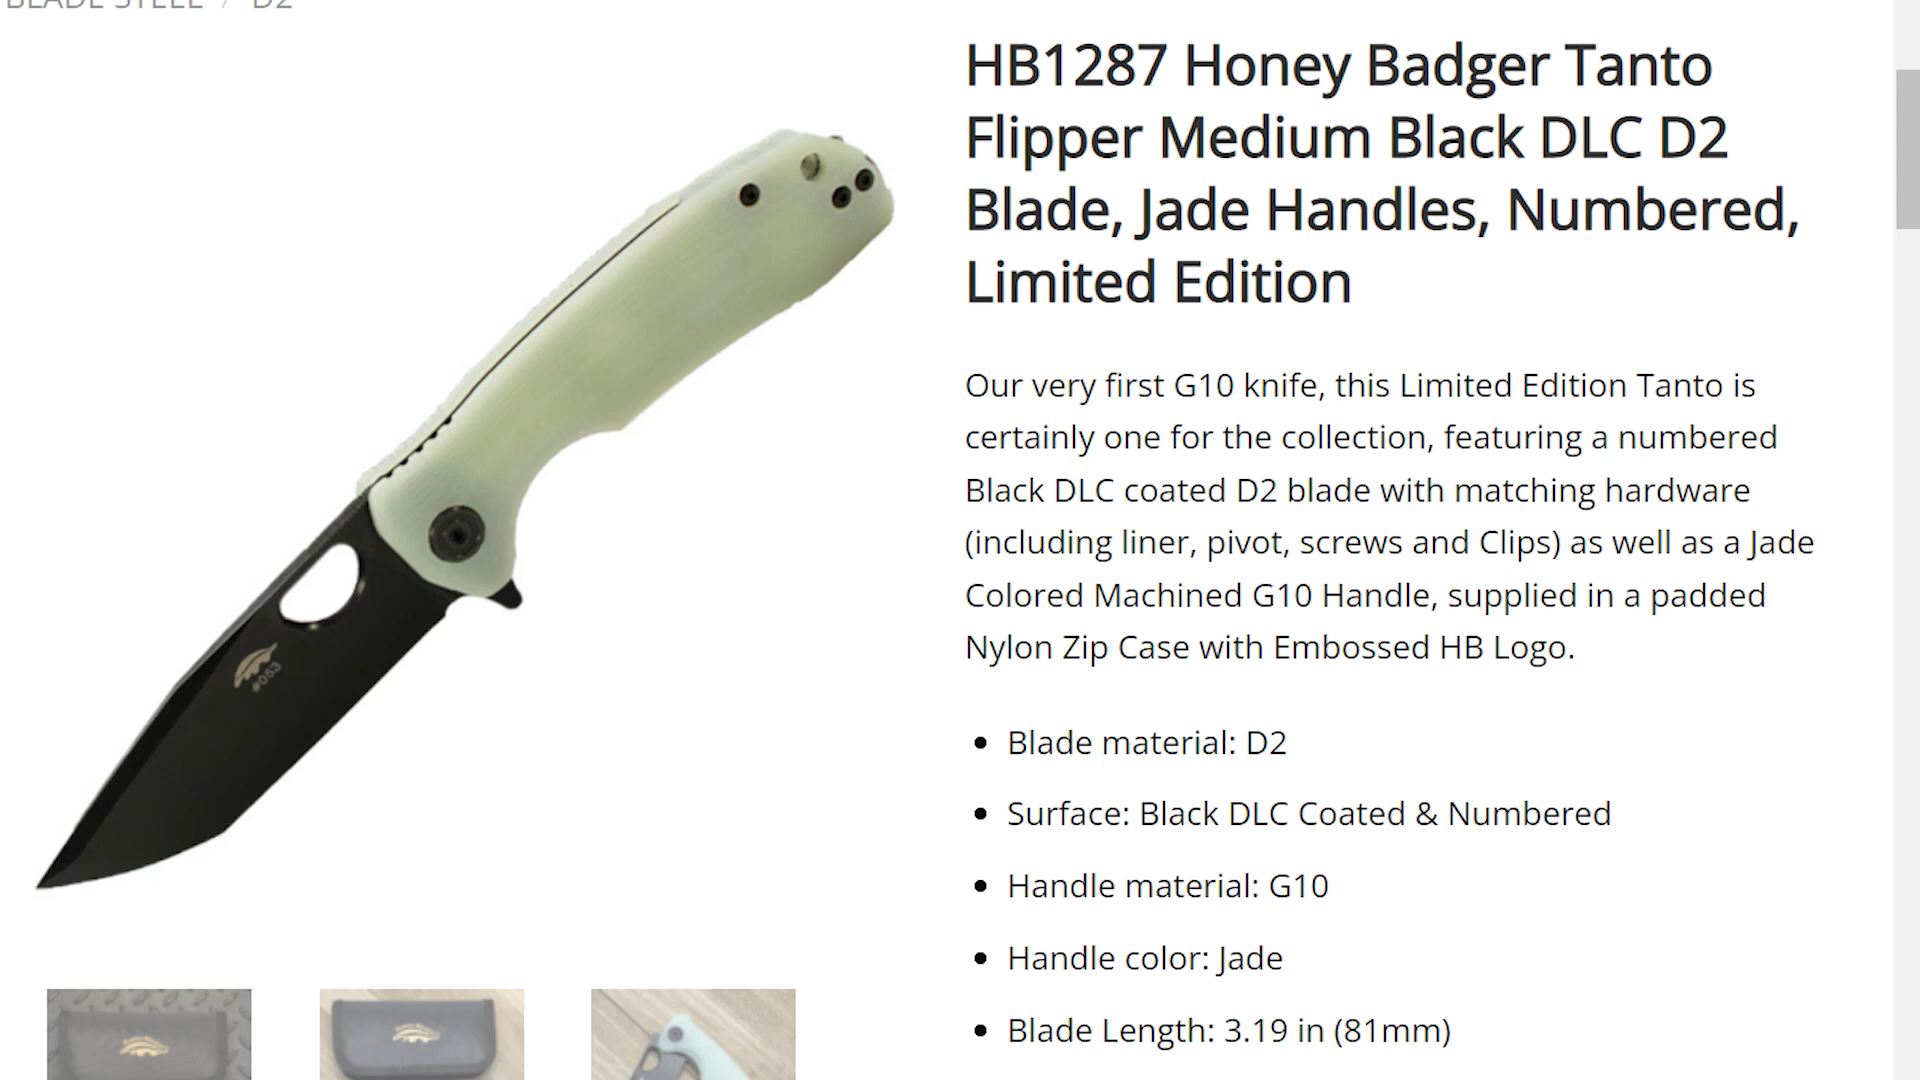 BLADE STEEL / D2
HB1287 Honey Badger Tanto
Flipper Medium Black DLC D2
Blade, Jade Handles, Numbered,
Limited Edition
Our very first G10 knife, this Limited Edition Tanto is
certainly one for the collection, featuring a numbered
Black DLC coated D2 blade with matching hardware
(including liner, pivot, screws and Clips) as well as a Jade
Colored Machined G10 Handle, supplied in a padded
Nylon Zip Case with Embossed HB Logo.
#053
• Blade material: D2
• Surface: Black DLC Coated & Numbered
• Handle material: G10
• Handle color: Jade
• Blade Length: 3.19 in (81mm)